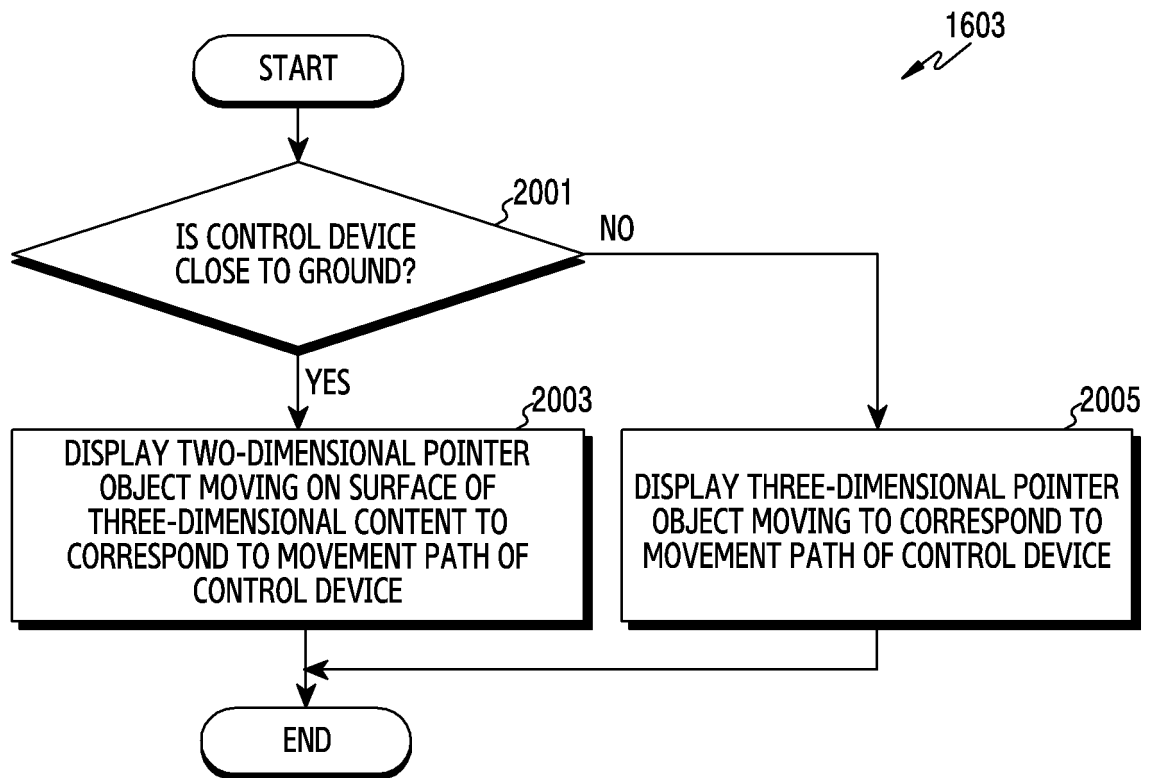 1603
START
2001
IS CONTROL DEVICE
CLOSE TO GROUND?
NO
YES
2003
DISPLAY TWO-DIMENSIONAL POINTER
OBJECT MOVING ON SURFACE OF
THREE-DIMENSIONAL CONTENT TO
CORRESPOND TO MOVEMENT PATH OF
CONTROL DEVICE
2005
DISPLAY THREE-DIMENSIONAL POINTER
OBJECT MOVING TO CORRESPOND TO
MOVEMENT PATH OF CONTROL DEVICE
END